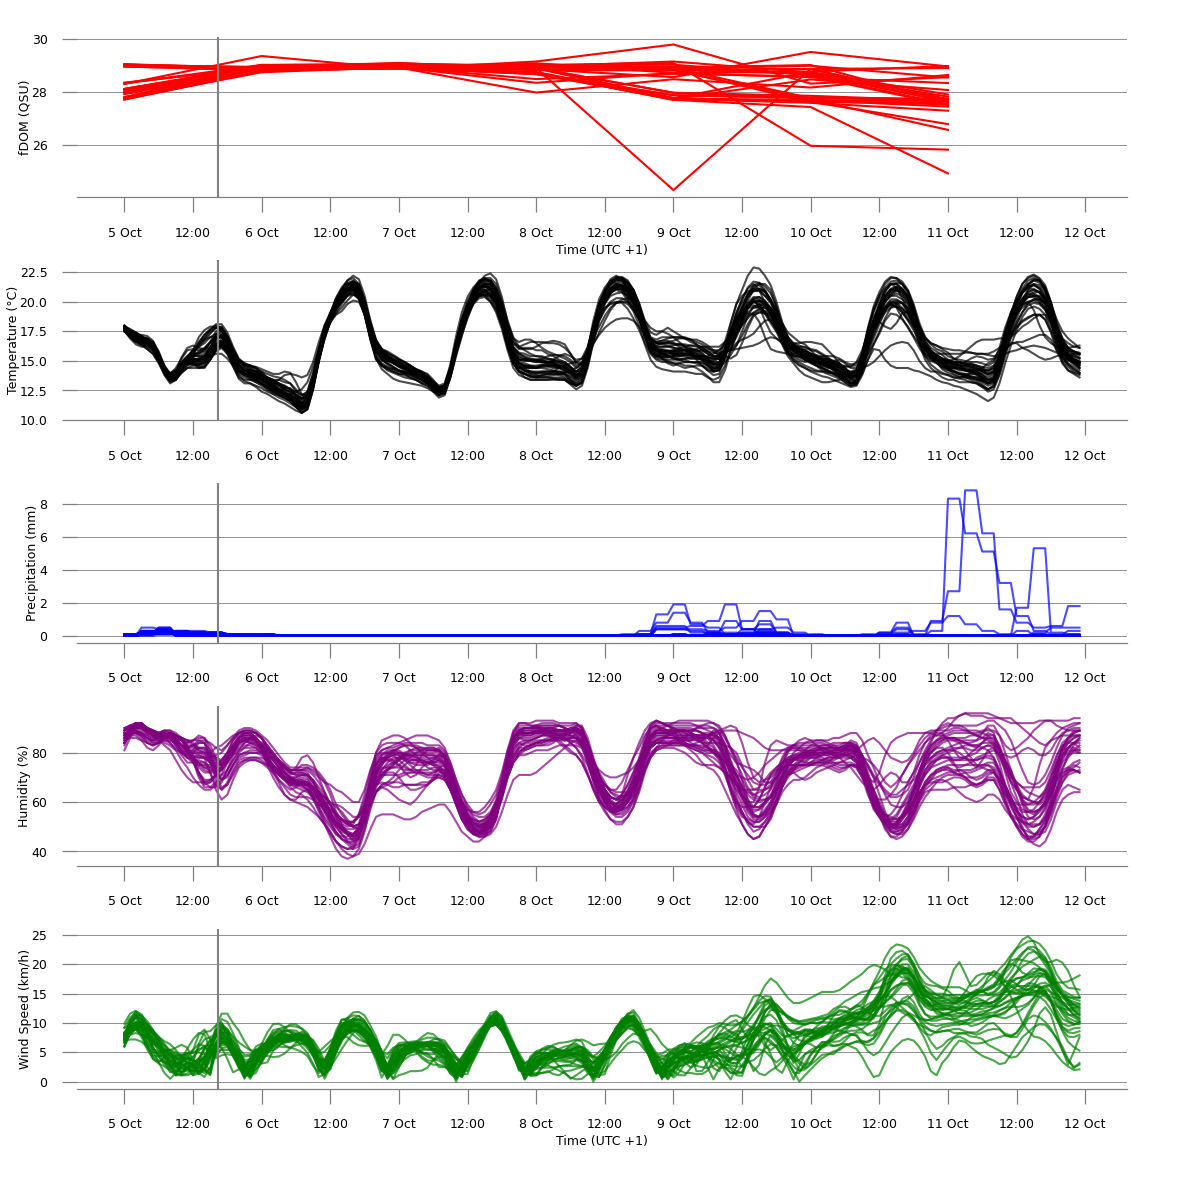 30
28
26
fDOM (QSU)
5 Oct 12:00 6 Oct 12:00 7 Oct 12:00 8 Oct 12:00 9 Oct 12:00 10 Oct 12:00 11 Oct 12:00 12 Oct
Time (UTC +1)
22.5
20.0
17.5
15.0
12.5
10.0
Temperature (°C)
5 Oct 12:00 6 Oct 12:00 7 Oct 12:00 8 Oct 12:00 9 Oct 12:00 10 Oct 12:00 11 Oct 12:00 12 Oct
8
6
4
2
0
Precipitation (mm)
5 Oct 12:00 6 Oct 12:00 7 Oct 12:00 8 Oct 12:00 9 Oct 12:00 10 Oct 12:00 11 Oct 12:00 12 Oct
80
60
40
Humidity (%)
5 Oct 12:00 6 Oct 12:00 7 Oct 12:00 8 Oct 12:00 9 Oct 12:00 10 Oct 12:00 11 Oct 12:00 12 Oct
25
20
15
10
5
0
Wind Speed (km/h)
5 Oct 12:00 6 Oct 12:00 7 Oct 12:00 8 Oct 12:00 9 Oct 12:00 10 Oct 12:00 11 Oct 12:00 12 Oct
Time (UTC +1)